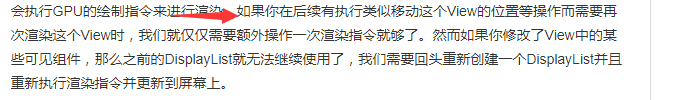 会执行GPU的绘制指令来进行渲染。如果你在后续有执行类似移动这个View的位置等操作而需要再
次渲染这个View时，我们就仅仅需要额外操作一次渲染指令就够了。然而如果你修改了View中的某
些可见组件，那么之前的DisplayList就无法继续使用了，我们需要回头重新创建一个DisplayList并且
重新执行渲染指令并更新到屏幕上。